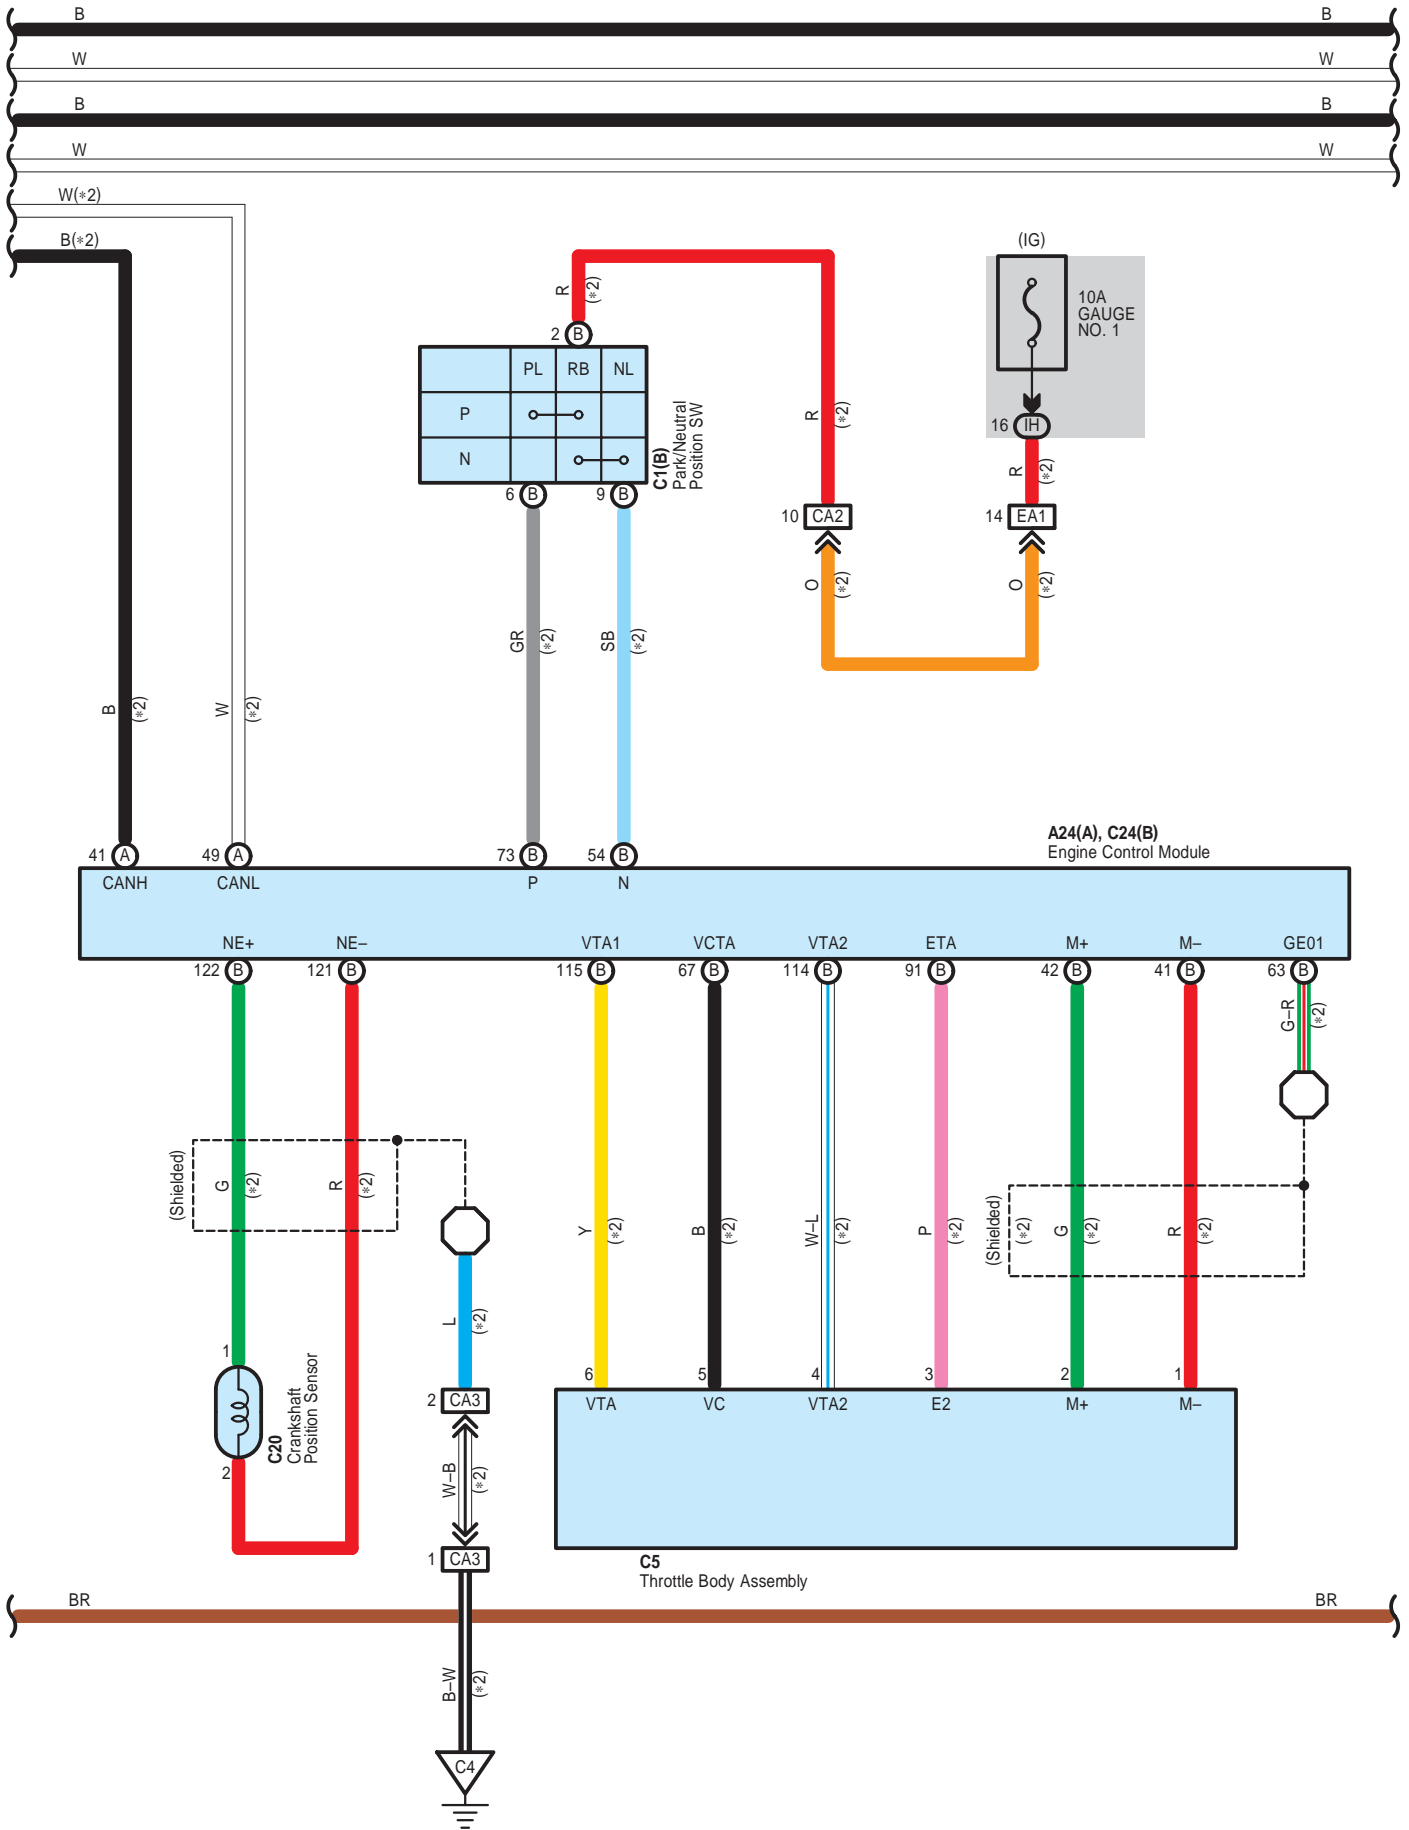 B B
W W
B B
W W
W(*2)
B(*2)
(IG)
10A
GAUGE
NO. 1
R
(*2)
2 B
PL RB NL
P
N
C1(B)
Park/Neutral
Position SW
R
(*2)
16 IH
R
(*2)
6 B
9 B
10 CA2
14 EA1
O
(*2)
O
(*2)
GR
(*2)
SB
(*2)
B
(*2)
W
(*2)
A24(A), C24(B)
Engine Control Module
41 A
49 A
73 B
54 B
CANH CANL P N
NE+ NE– VTA1 VCTA VTA2 ETA M+ M– GE01
122 B
121 B
115 B
67 B
114 B
91 B
42 B
41 B
63 B
G–R
(*2)
(Shielded)
G
(*2)
R
(*2)
Y
(*2)
B
(*2)
W–L
(*2)
P
(*2)
(Shielded)
(*2)
G
(*2)
R
(*2)
L
(*2)
1
C20
Crankshaft
Position Sensor
2
2 CA3
6 5 4 3 2 1
VTA VC VTA2 E2 M+ M–
W–B
(*2)
1 CA3
C5
Throttle Body Assembly
BR BR
B–W
(*2)
C4